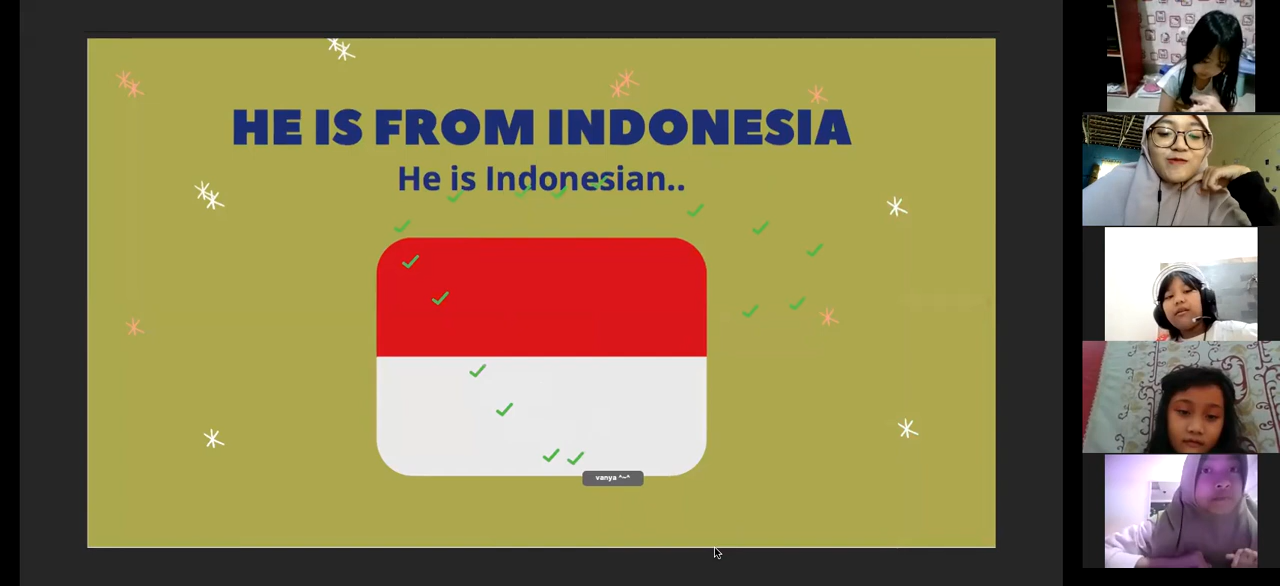 HE IS FROM INDONESIA
He is Indonesian..
vanya ^~^